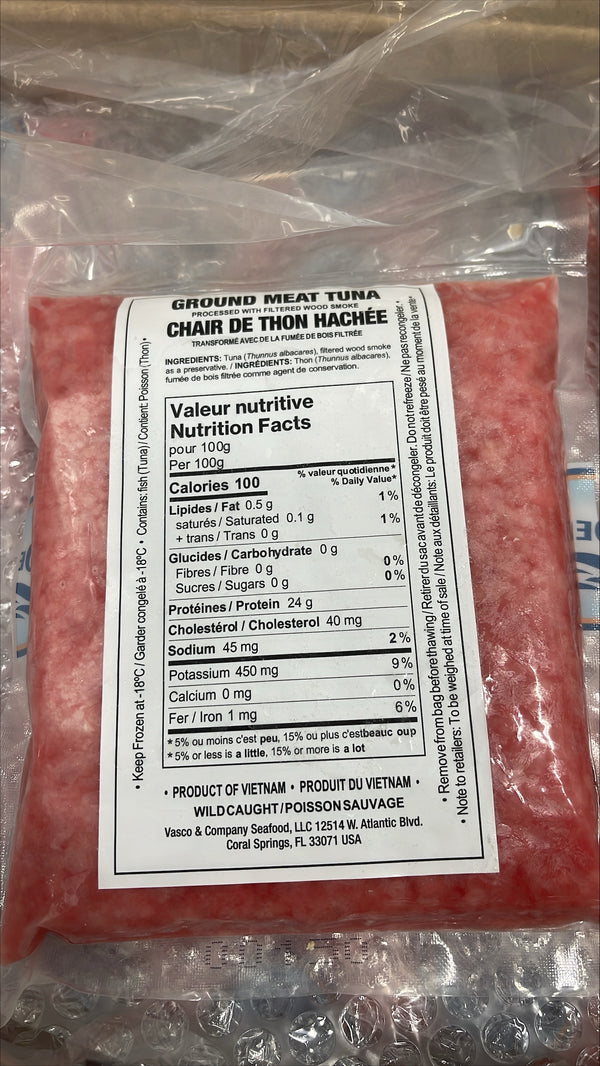 GROUND MEAT TUNA
PROCESSED WITH FILTERED WOOD SMOKE
CHAIR DE THON HACHÉE
TRANSFORMÉ AVEC DE LA FUMÉE DE BOIS FILTRÉE
INGREDIENTS: Tuna (Thunnus albacares), filtered wood smoke
as a preservative. / INGRÉDIENTS: Thon (Thunnus albacares),
fumée de bois filtrée comme agent de conservation.
Valeur nutritive
Nutrition Facts
pour 100g
Per 100g
% valeur quotidienne*
% Daily Value*
Calories 100
Lipides / Fat 0.5 g 1%
saturés / Saturated 0.1 g 1%
+ trans / Trans 0 g
Glucides / Carbohydrate 0 g
Fibres / Fibre 0 g 0%
Sucres / Sugars 0 g 0%
Protéines / Protein 24 g
Cholestérol / Cholesterol 40 mg
Sodium 45 mg 2%
Potassium 450 mg 9%
Calcium 0 mg 0%
Fer / Iron 1 mg 6%
*5% ou moins c'est peu, 15% ou plus c'estbeauc oup
*5% or less is a little, 15% or more is a lot
• PRODUCT OF VIETNAM • PRODUIT DU VIETNAM •
WILD CAUGHT / POISSON SAUVAGE
Vasco & Company Seafood, LLC 12514 W. Atlantic Blvd.
Coral Springs, FL 33071 USA
• Keep Frozen at -18ºC / Garder congelé à -18ºC • Contains: fish (Tuna) / Contient: Poisson (Thon) •
• Remove from bag before thawing / Retirer du sac avant de décongeler. Do not refreeze / Ne pas recongeler. •
• Note to retailers: To be weighed at time of sale / Note aux détaillants: Le produit doit être pesé au moment de la vente •